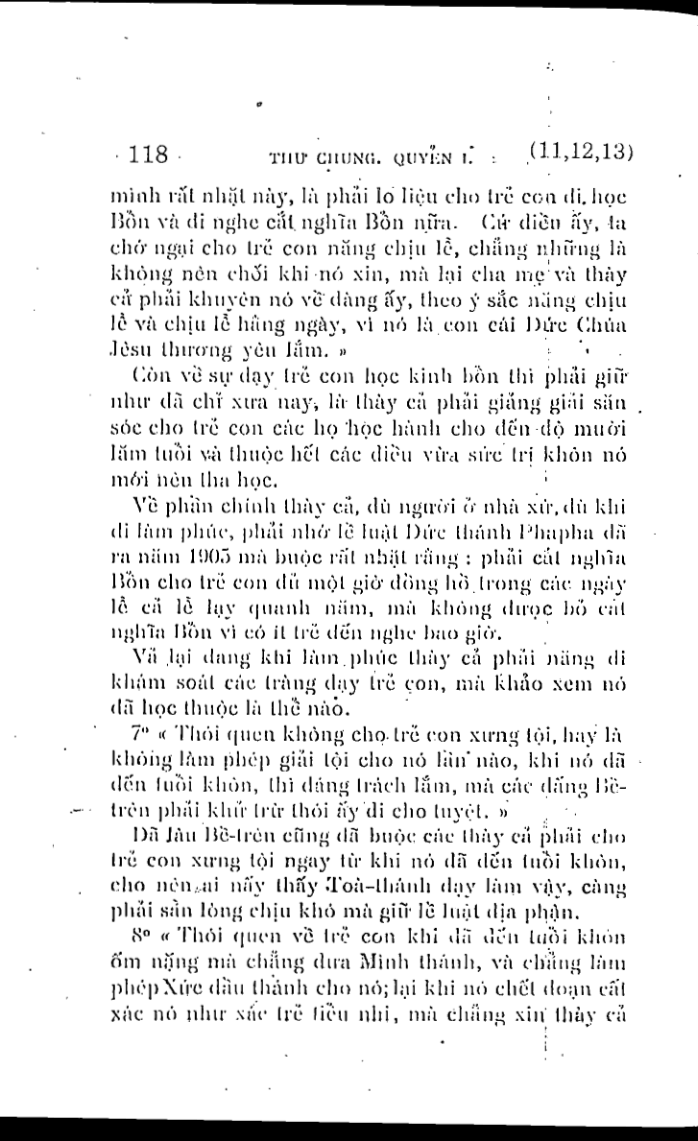 118 THƯ CHUNG. QUYỂN I. (11,12,13)
mình rất nhặt này, là phải lo liệu cho trẻ con đi học
Bổn và đi nghe cắt nghĩa Bổn nữa. Cứ điều ấy, ta
chớ ngại cho trẻ con năng chịu lễ, chẳng những là
không nên chối khi nó xin, mà lại cha mẹ và thày
cả phải khuyên nó về đàng ấy, theo ý sắc năng chịu
lễ và chịu lễ hằng ngày, vì nó là con cái Đức Chúa
Jêsu thương yêu lắm. »
Còn về sự dạy trẻ con học kinh bổn thì phải giữ
như đã chỉ xưa nay, là thày cả phải giảng giải săn
sóc cho trẻ con các họ học hành cho đến độ mười
lăm tuổi và thuộc hết các điều vừa sức trí khôn nó
mới nên tha học.
Về phần chính thày cả, dù người ở nhà xứ, dù khi
đi làm phúc, phải nhớ lề luật Đức thánh Phapha đã
ra năm 1905 mà buộc rất nhặt rằng : phải cắt nghĩa
Bổn cho trẻ con đủ một giờ đồng hồ trong các ngày
lễ cả lễ lạy quanh năm, mà không được bỏ cắt
nghĩa Bổn vì có ít trẻ đến nghe bao giờ.
Vả lại đang khi làm phúc thày cả phải năng đi
khám soát các tràng dạy trẻ con, mà khảo xem nó
đã học thuộc là thể nào.
7º « Thói quen không cho trẻ con xưng tội, hay là
không làm phép giải tội cho nó lần nào, khi nó đã
đến tuổi khôn, thì đáng trách lắm, mà các đấng Bề-
trên phải khử trừ thói ấy đi cho tuyệt. »
Đã lâu Bề-trên cũng đã buộc các thày cả phải cho
trẻ con xưng tội ngay từ khi nó đã đến tuổi khôn,
cho nên ai nấy thấy Toà-thánh dạy làm vậy, càng
phải sẵn lòng chịu khó mà giữ lề luật địa phận.
8º « Thói quen về trẻ con khi đã đến tuổi khôn
ốm nặng mà chẳng đưa Mình thánh, và chẳng làm
phép Xức dầu thánh cho nó; lại khi nó chết đoạn cất
xác nó như xác trẻ tiểu nhi, mà chẳng xin thày cả